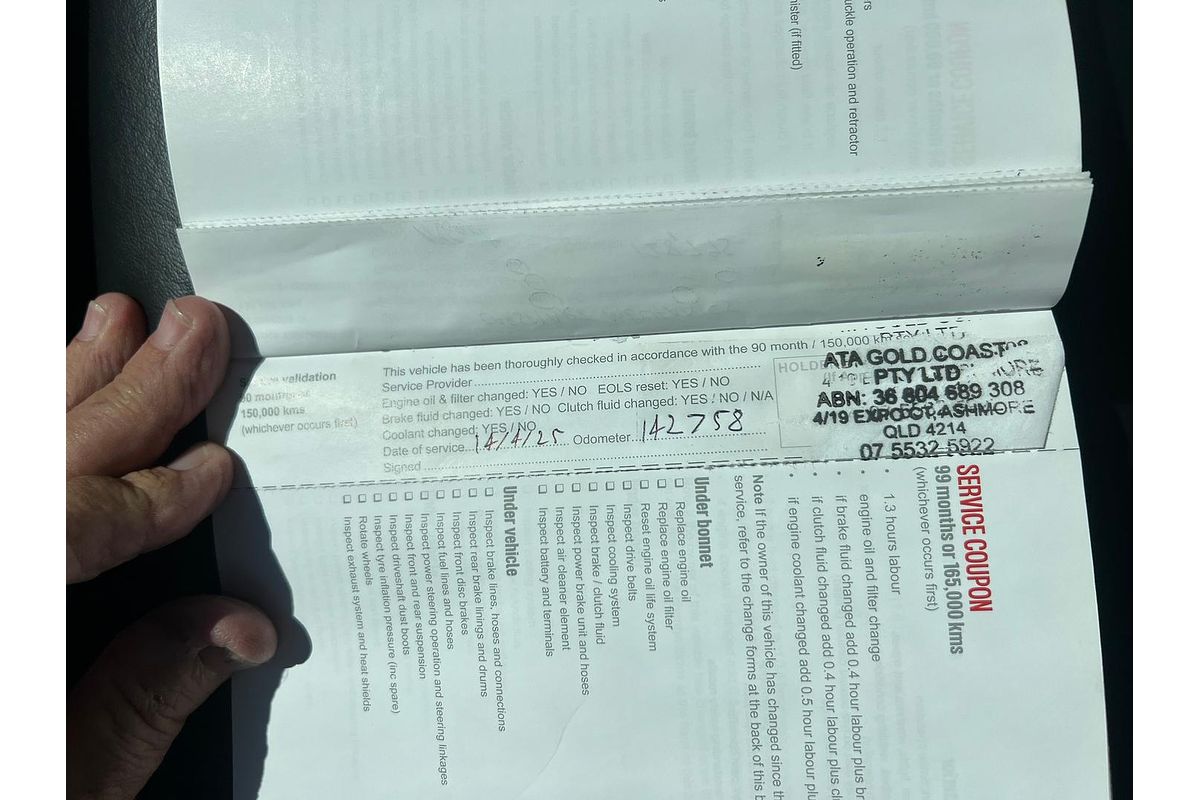 uckle operation and retractor
nister (if fitted)
validation
90 months or
150,000 kms
(whichever occurs first)
This vehicle has been thoroughly checked in accordance with the 90 month / 150,000 km
Service Provider
Engine oil & filter changed: YES / NO EOLS reset: YES / NO
Brake fluid changed: YES / NO Clutch fluid changed: YES / NO / N/A
Coolant changed: YES / NO
Date of service... 14/4/25 Odometer... 142758
Signed
HOLD
PTY LTD
ATA GOLD COAST
PTY LTD
ABN: 36 804 689 308
4/19 EXPO CT, ASHMORE
QLD 4214
07 5532 5922
SERVICE COUPON
99 months or 165,000 kms
(whichever occurs first)
• 1.3 hours labour
• engine oil and filter change
• if brake fluid changed add 0.4 hour labour plus br
• if clutch fluid changed add 0.4 hour labour plus cl
• if engine coolant changed add 0.5 hour labour plu
Note If the owner of this vehicle has changed since th
service, refer to the change forms at the back of this b
Under bonnet
☐ Replace engine oil
☐ Replace engine oil filter
☐ Reset engine oil life system
☐ Inspect drive belts
☐ Inspect cooling system
☐ Inspect brake / clutch fluid
☐ Inspect power brake unit and hoses
☐ Inspect air cleaner element
☐ Inspect battery and terminals
Under vehicle
☐ Inspect brake lines, hoses and connections
☐ Inspect rear brake linings and drums
☐ Inspect front disc brakes
☐ Inspect fuel lines and hoses
☐ Inspect power steering operation and steering linkages
☐ Inspect front and rear suspension
☐ Inspect driveshaft dust boots
☐ Inspect tyre inflation pressure (inc spare)
☐ Rotate wheels
☐ Inspect exhaust system and heat shields